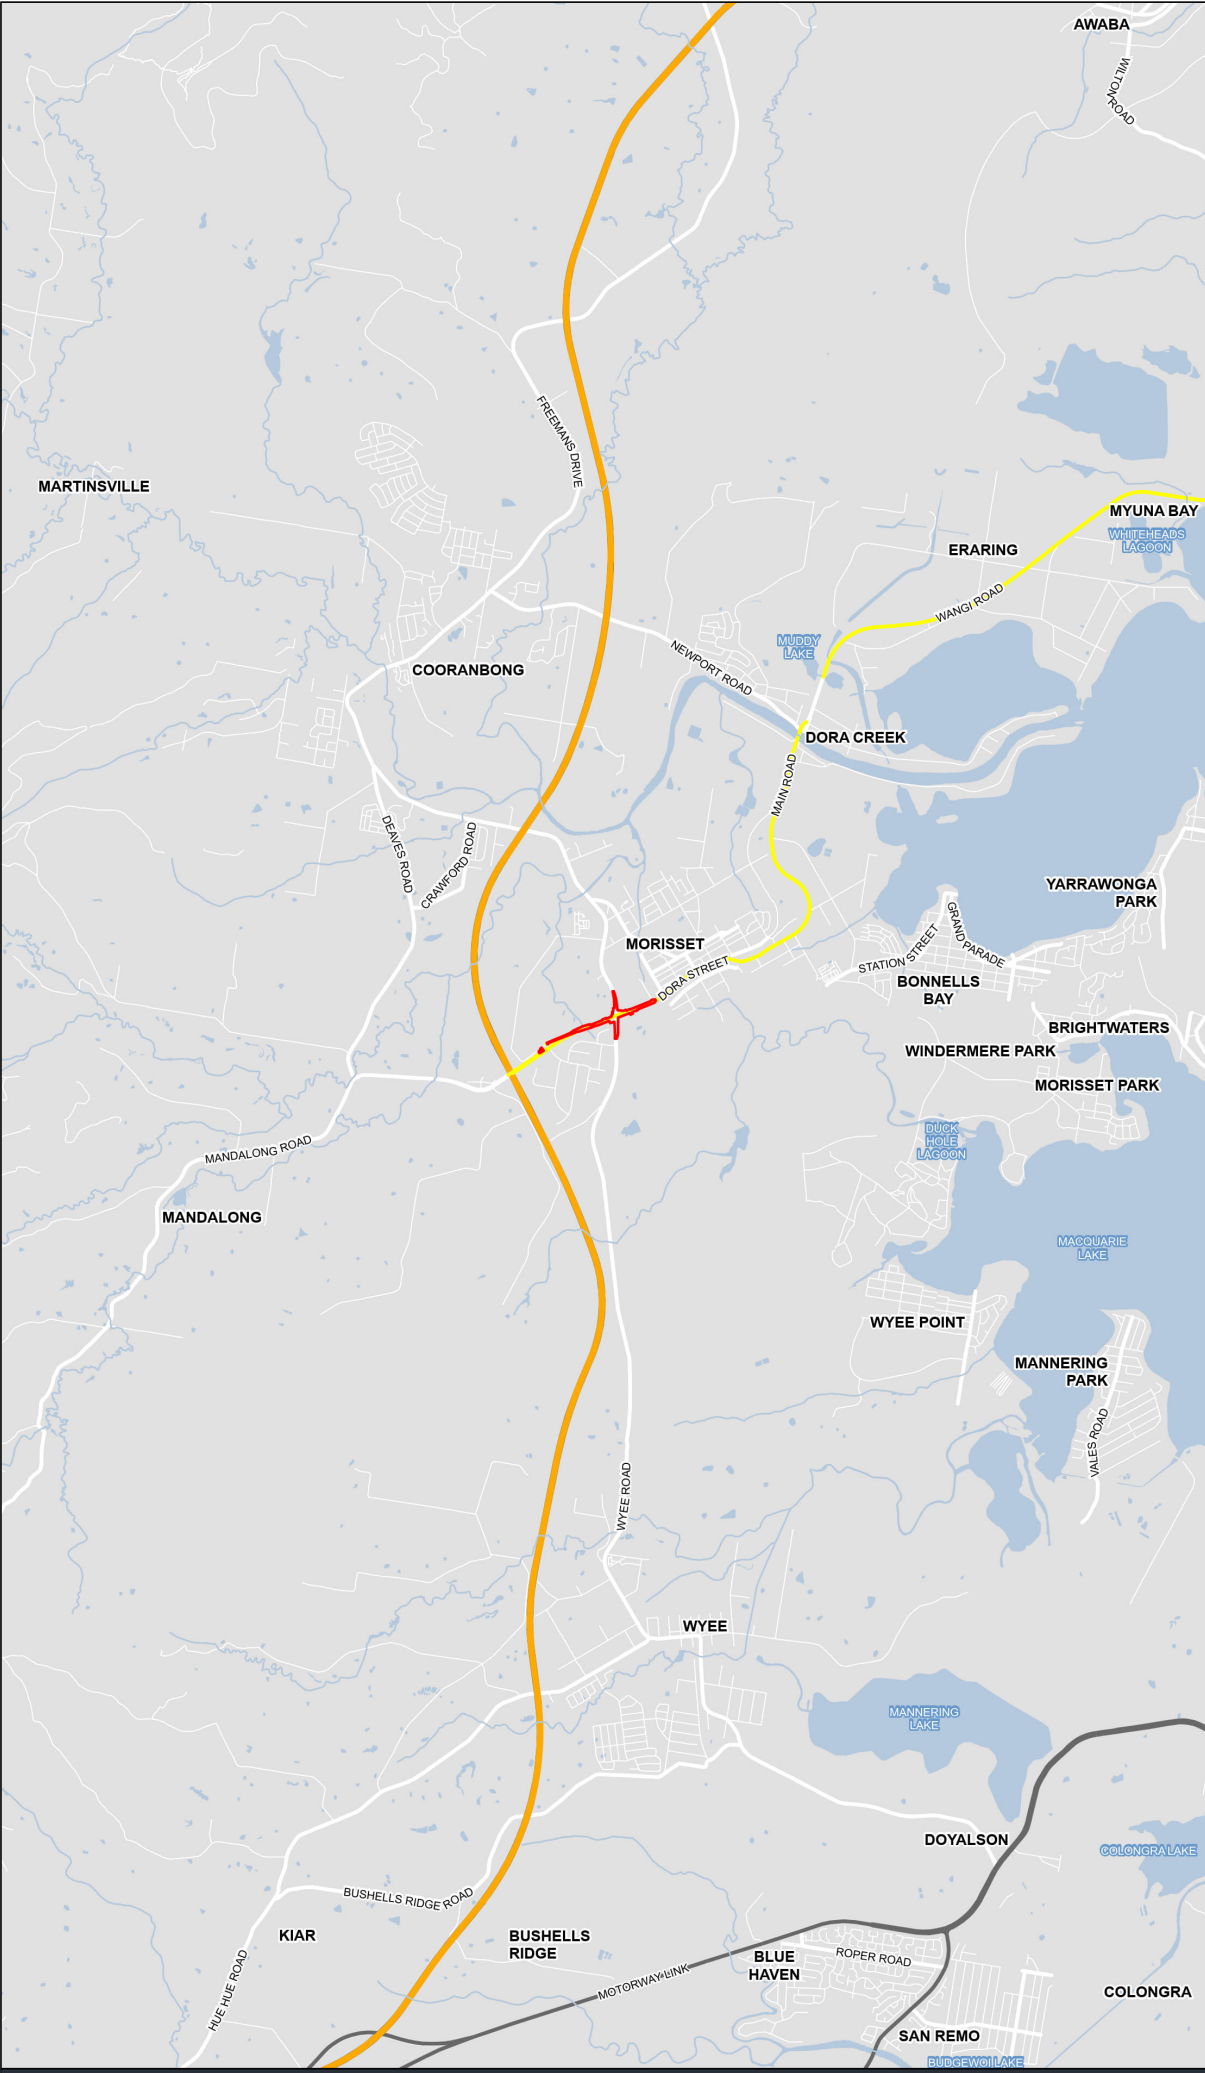 AWABA
WILTON
ROAD
FREEMANS DRIVE
MARTINSVILLE
MYUNA BAY
WHITEHEADS
LAGOON
ERARING
WANGI ROAD
MUDDY
LAKE
NEWPORT ROAD
COORANBONG
DORA CREEK
MAIN ROAD
DEAVES ROAD
CRAWFORD ROAD
YARRAWONGA
PARK
GRAND PARADE
STATION STREET
MORISSET
DORA STREET
BONNELLS
BAY
BRIGHTWATERS
WINDERMERE PARK
MORISSET PARK
DUCK
HOLE
LAGOON
MANDALONG ROAD
MANDALONG
MACQUARIE
LAKE
WYEE POINT
MANNERING
PARK
VALES ROAD
WYEE ROAD
WYEE
MANNERING
LAKE
DOYALSON
COLONGRA LAKE
BUSHELLS RIDGE ROAD
KIAR
BUSHELLS
RIDGE
HUE HUE ROAD
MOTORWAY LINK
BLUE
HAVEN
ROPER ROAD
COLONGRA
SAN REMO
BUDGEWOI LAKE